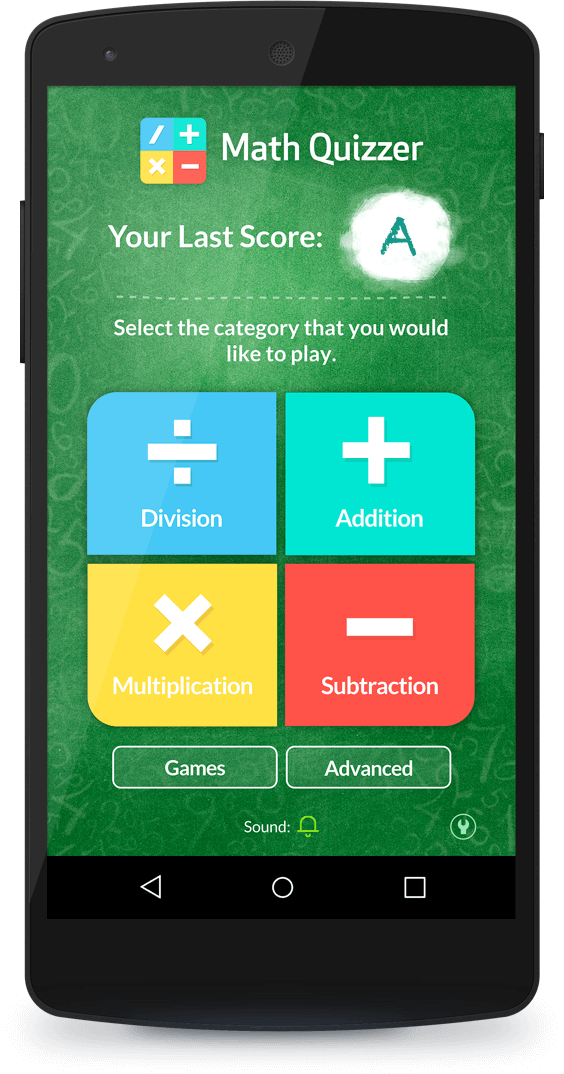 Math Quizzer
Your Last Score: A
Select the category that you would
like to play.
Division
Addition
Multiplication
Subtraction
Games
Advanced
Sound: